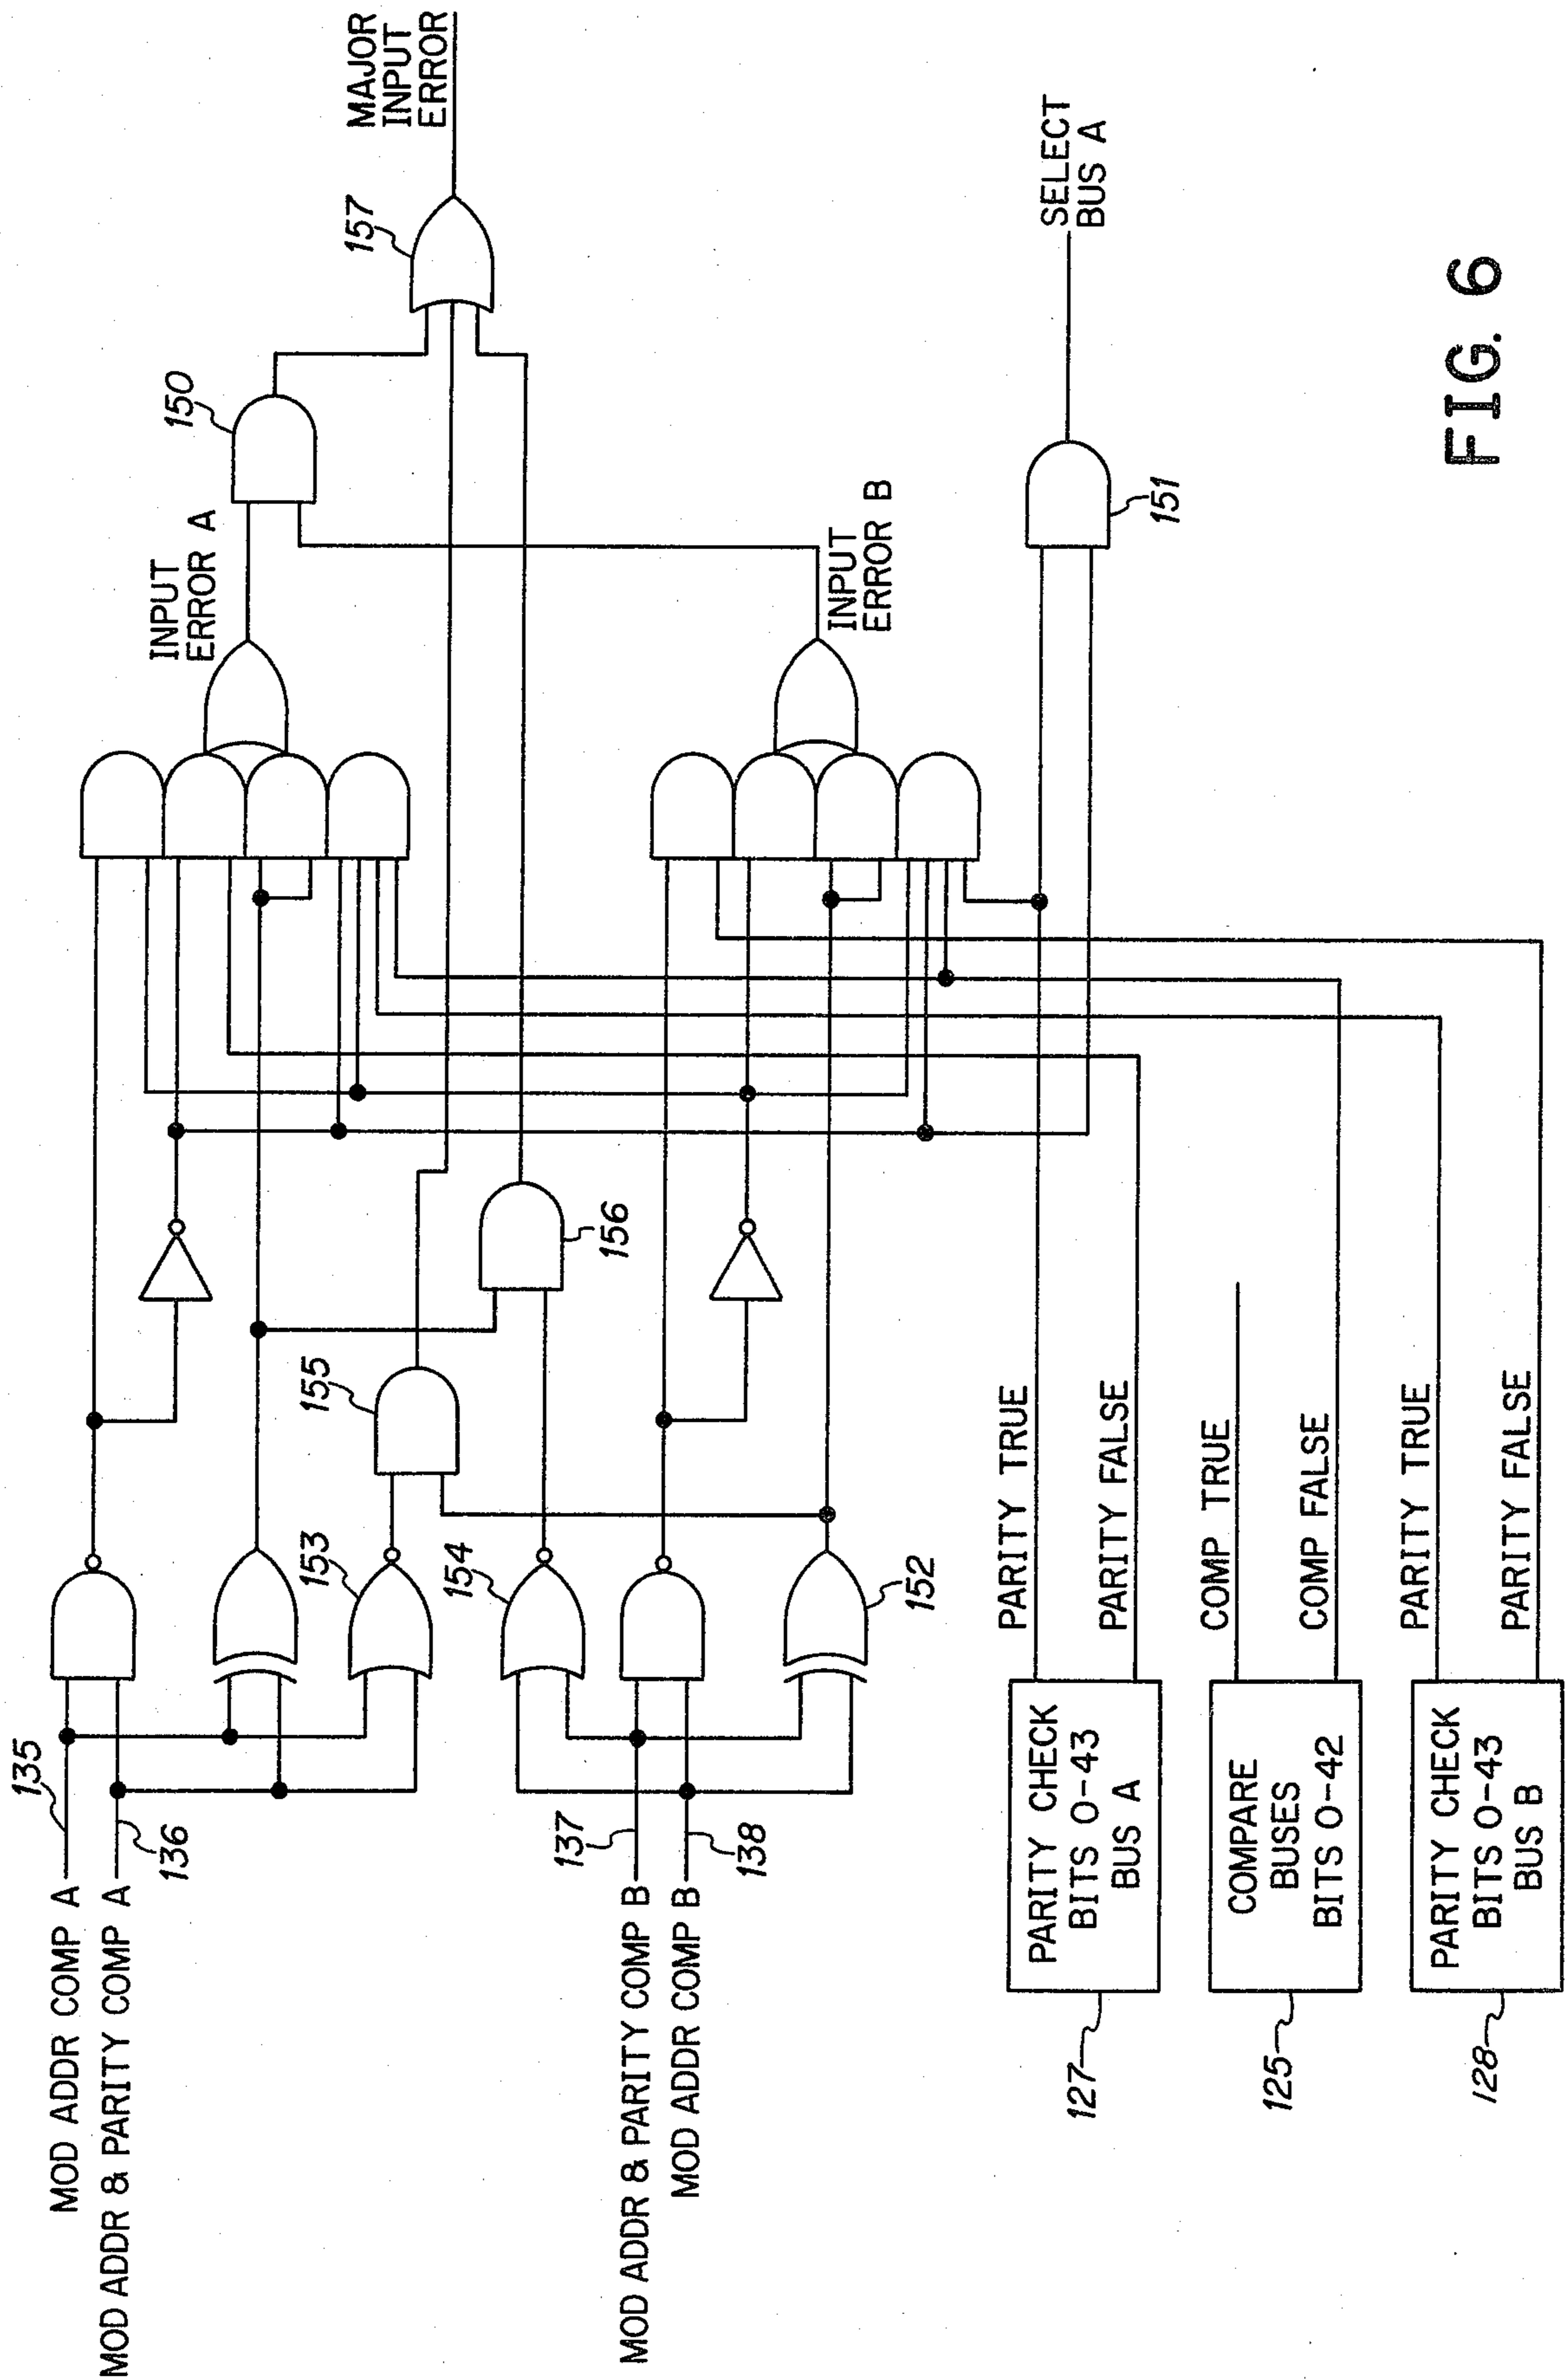 MOD ADDR COMP A
135
MOD ADDR & PARITY COMP A
136
153
155
INPUT
ERROR A
150
157
MAJOR
INPUT
ERROR
154
156
MOD ADDR & PARITY COMP B
137
MOD ADDR COMP B
138
152
INPUT
ERROR B
127
PARITY CHECK
BITS 0-43
BUS A
PARITY TRUE
PARITY FALSE
151
SELECT
BUS A
125
COMPARE
BUSES
BITS 0-42
COMP TRUE
COMP FALSE
128
PARITY CHECK
BITS 0-43
BUS B
PARITY TRUE
PARITY FALSE
FIG. 6